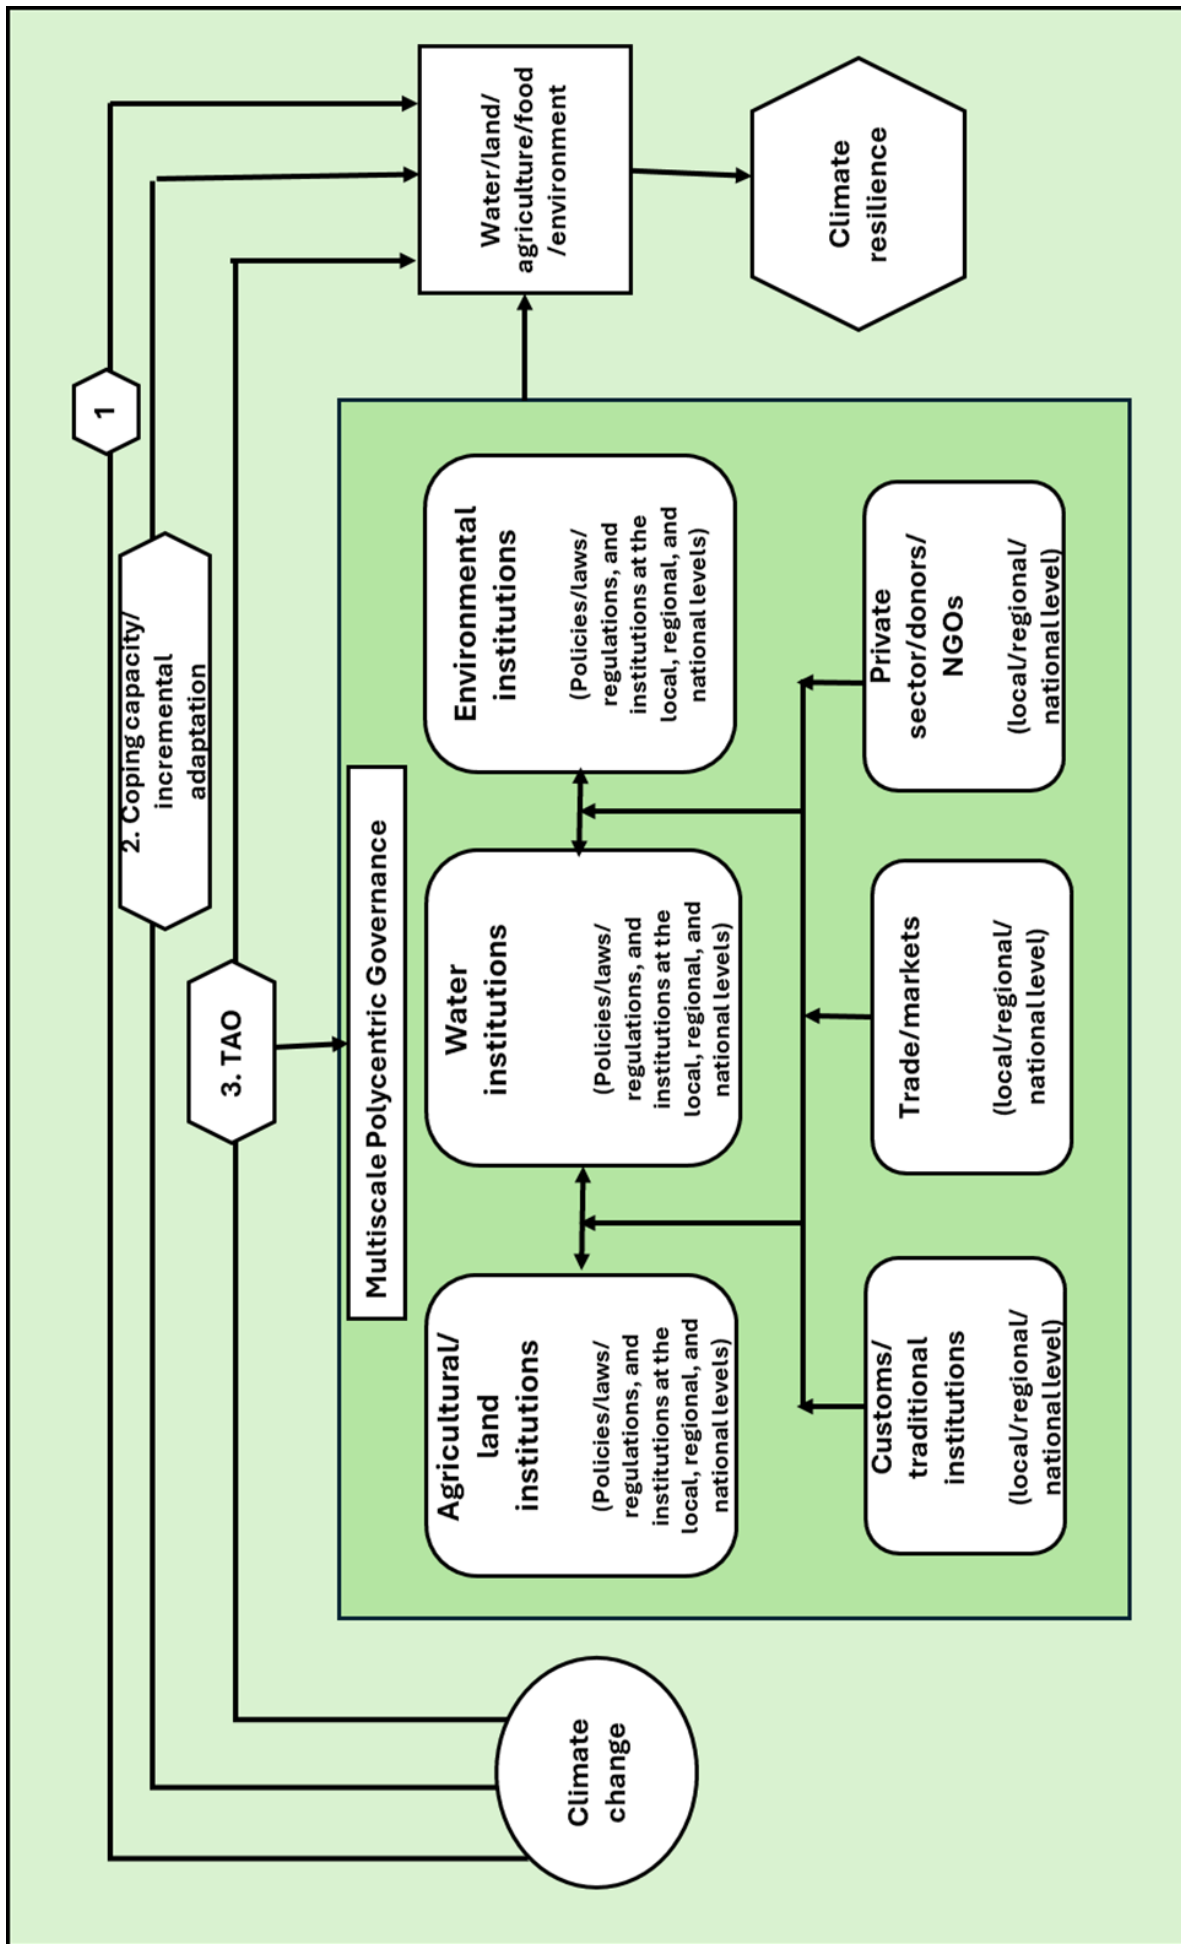 1
2. Coping capacity/
incremental
adaptation
3. TAO
Water/land/
agriculture/food
/environment
Climate
resilience
Climate
change
Multiscale Polycentric Governance
Agricultural/
land
institutions
(Policies/laws/
regulations, and
institutions at the
local, regional, and
national levels)
Water
institutions
(Policies/laws/
regulations, and
institutions at the
local, regional, and
national levels)
Environmental
institutions
(Policies/laws/
regulations, and
institutions at the
local, regional, and
national levels)
Customs/
traditional
institutions
(local/regional/
national level)
Trade/markets
(local/regional/
national level)
Private
sector/donors/
NGOs
(local/regional/
national level)